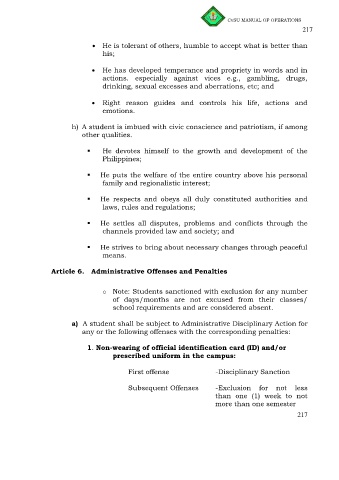 CvSU MANUAL OF OPERATIONS
217
• He is tolerant of others, humble to accept what is better than
his;
• He has developed temperance and propriety in words and in
actions. especially against vices e.g., gambling, drugs,
drinking, sexual excesses and aberrations, etc; and
• Right reason guides and controls his life, actions and
emotions.
h) A student is imbued with civic conscience and patriotism, if among
other qualities.
▪ He devotes himself to the growth and development of the
Philippines;
▪ He puts the welfare of the entire country above his personal
family and regionalistic interest;
▪ He respects and obeys all duly constituted authorities and
laws, rules and regulations;
▪ He settles all disputes, problems and conflicts through the
channels provided law and society; and
▪ He strives to bring about necessary changes through peaceful
means.
Article 6. Administrative Offenses and Penalties
o Note: Students sanctioned with exclusion for any number
of days/months are not excused from their classes/
school requirements and are considered absent.
a) A student shall be subject to Administrative Disciplinary Action for
any or the following offenses with the corresponding penalties:
1. Non-wearing of official identification card (ID) and/or
prescribed uniform in the campus:
First offense -Disciplinary Sanction
Subsequent Offenses -Exclusion for not less
than one (1) week to not
more than one semester
217